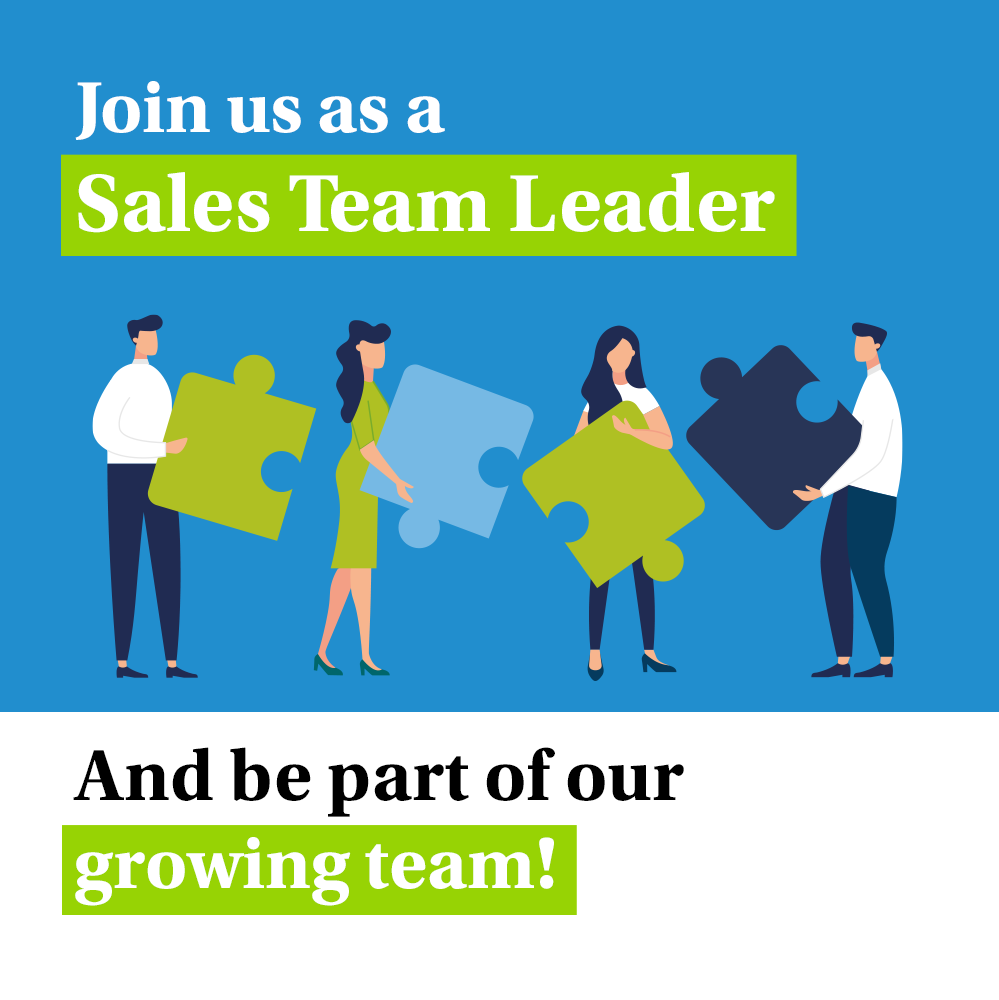 Join us as a
Sales Team Leader
And be part of our
growing team!